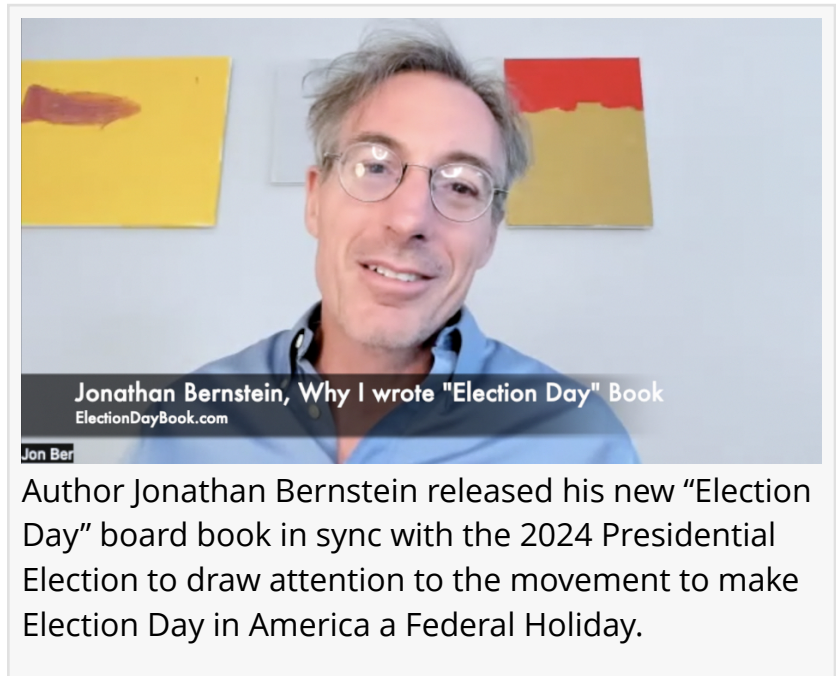 Jonathan Bernstein, Why I wrote "Election Day" Book
ElectionDayBook.com
Jon Ber
Author Jonathan Bernstein released his new “Election
Day” board book in sync with the 2024 Presidential
Election to draw attention to the movement to make
Election Day in America a Federal Holiday.